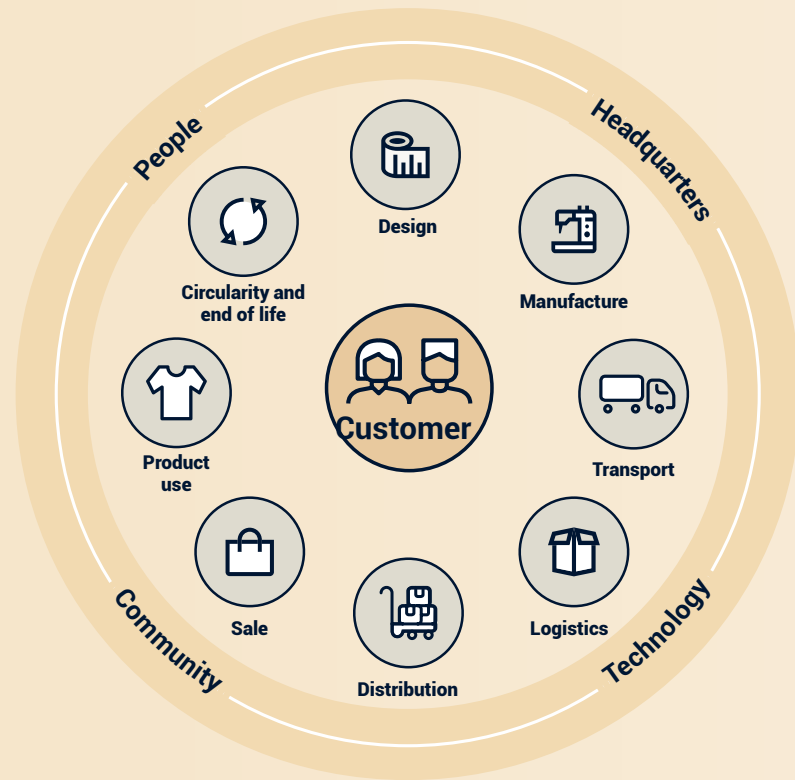 People
Headquarters
Design
Manufacture
Circularity and
end of life
Customer
Product
use
Transport
Sale
Logistics
Distribution
Community
Technology